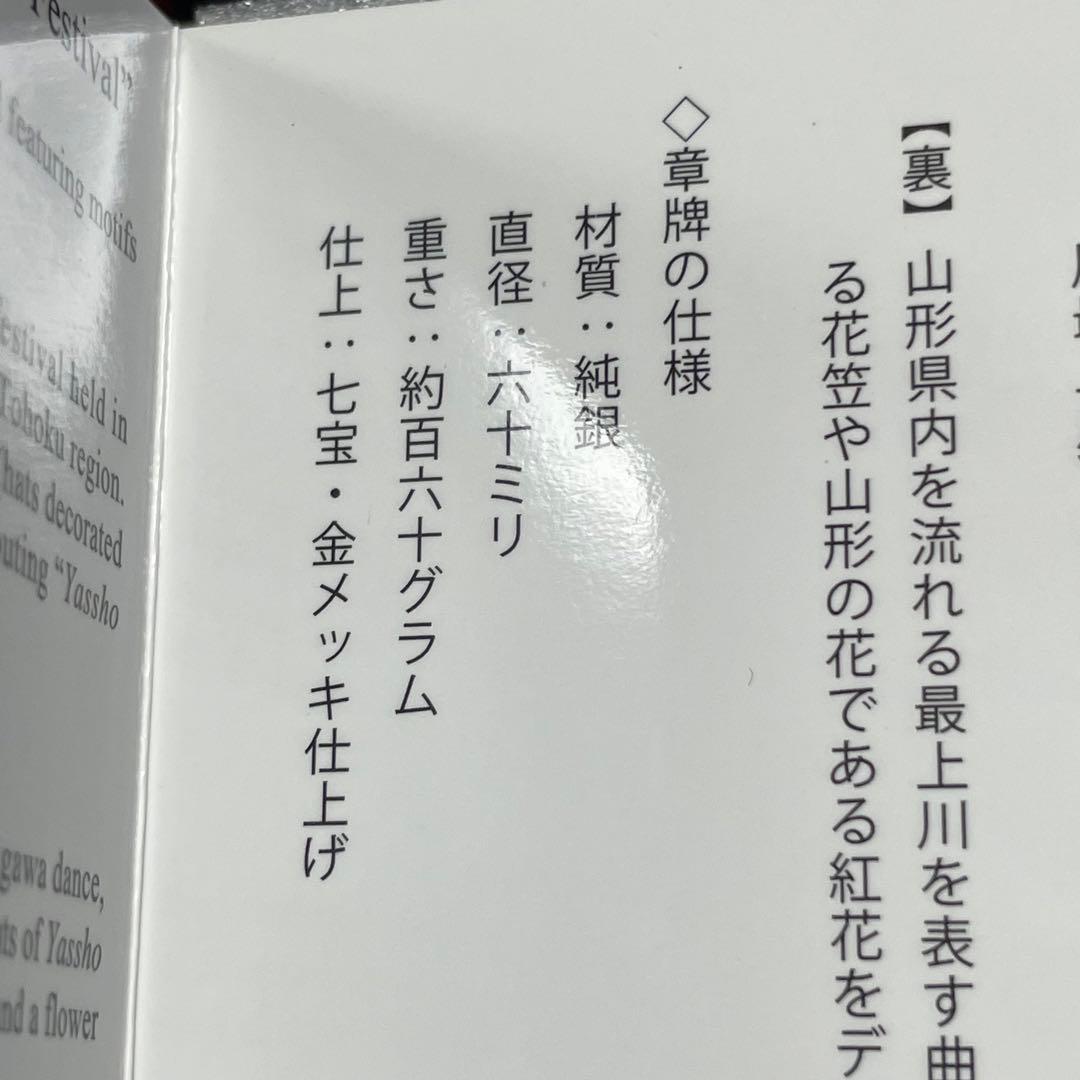 【裏】 山形県内を流れる最上川を表す曲
る花笠や山形の花である紅花をデ
◇章牌の仕様
材質：純銀
直径：六十ミリ
重さ：約百六十グラム
仕上：七宝・金メッキ仕上げ
Festival”
featuring motifs
Festival held in
Tohoku region.
hats decorated
“Yassho
gawa dance,
of Yassho
and a flower